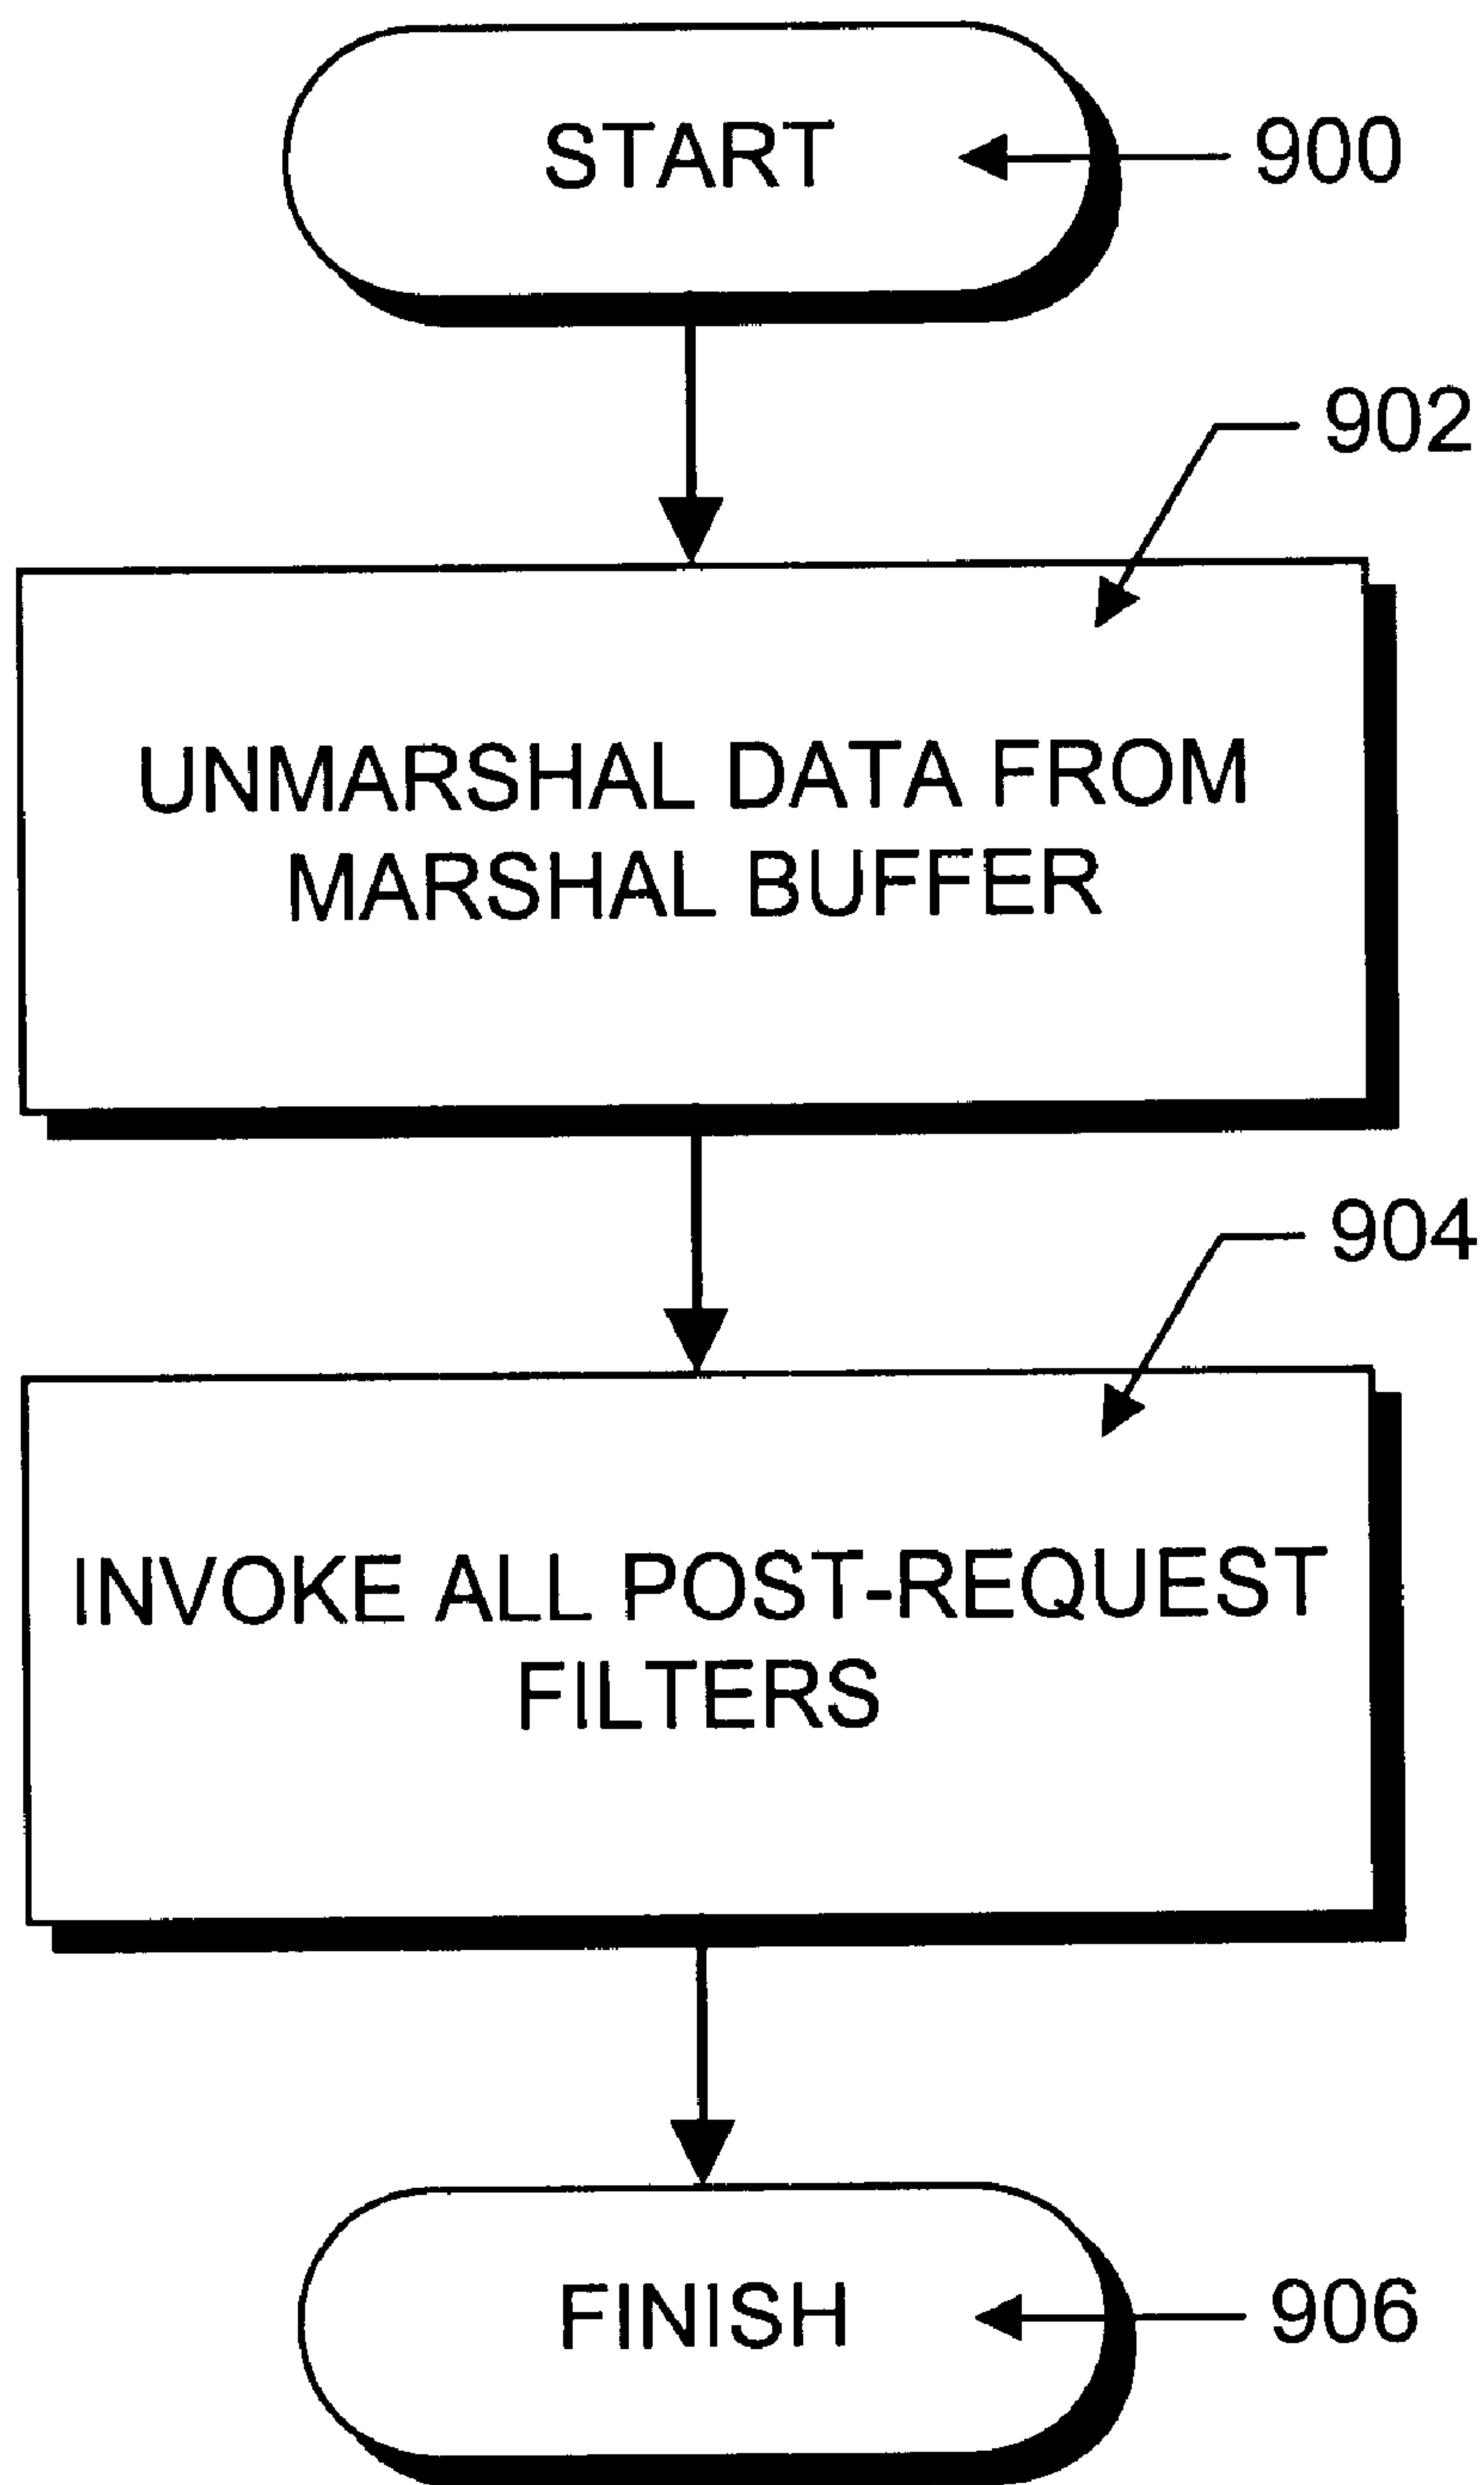 START
900
902
UNMARSHAL DATA FROM
MARSHAL BUFFER
904
INVOKE ALL POST-REQUEST
FILTERS
FINISH
906